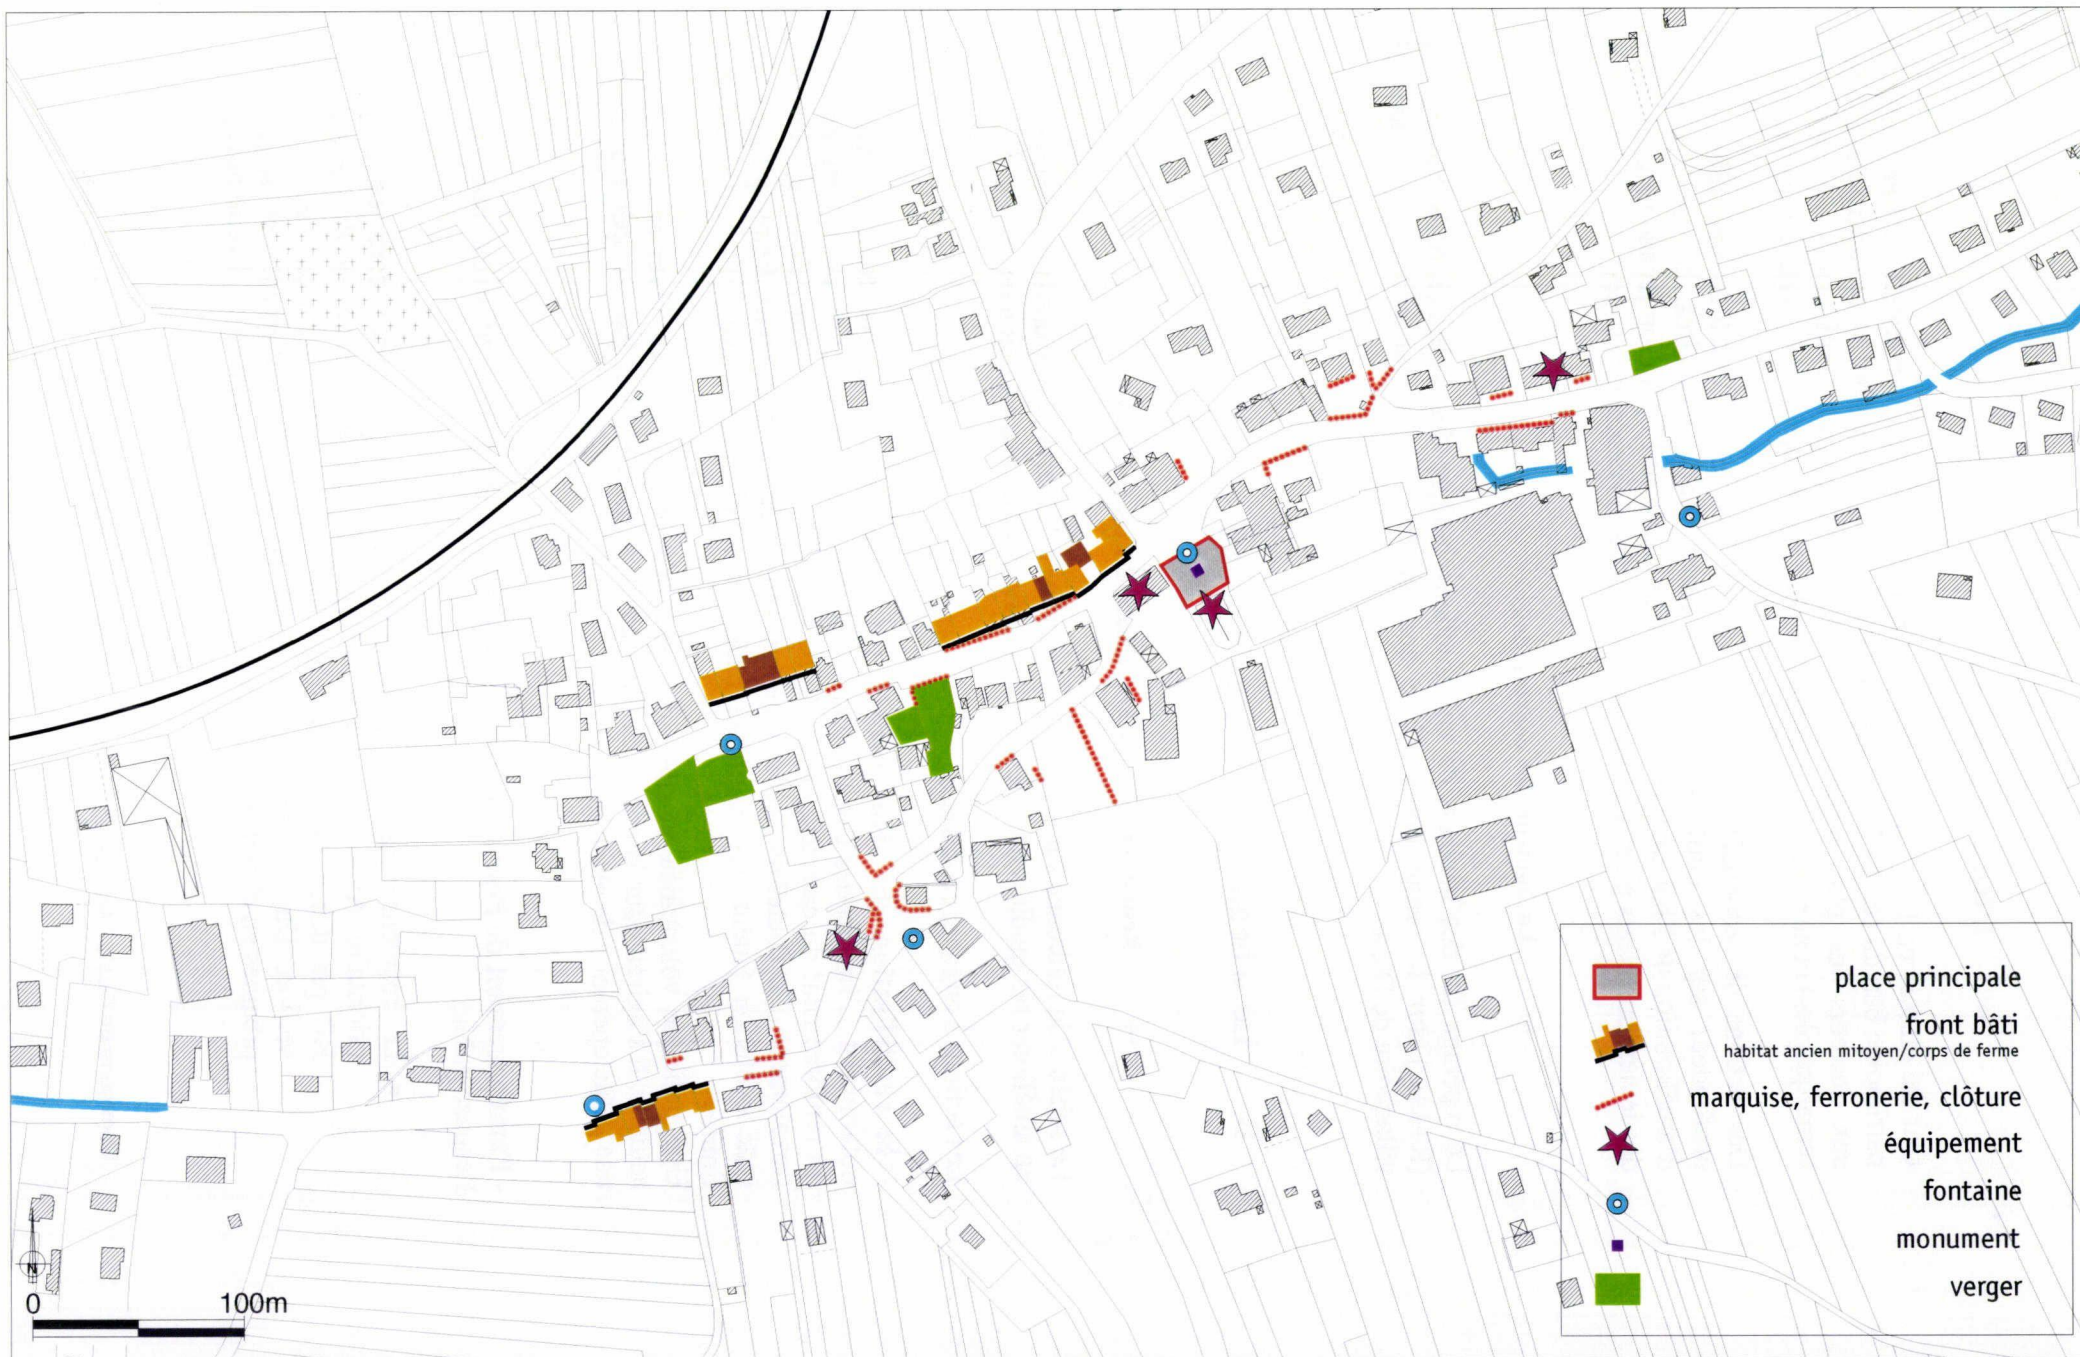 place principale
front bâti
habitat ancien mitoyen/corps de ferme
marquise, ferronerie, clôture
équipement
fontaine
monument
verger
N
0 100m